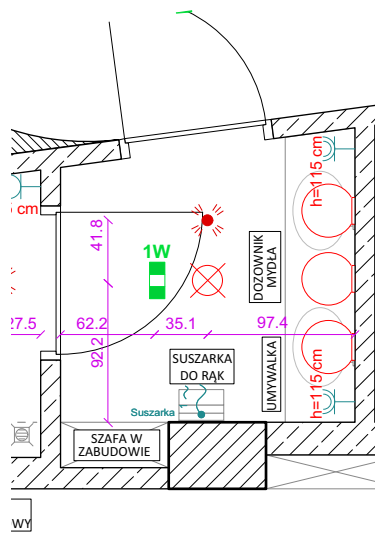 h=115 cm
cm
41.8
1W
DOZOWNIK
MYDŁA
27.5
62.2
35.1
97.4
92.2
SUSZARKA
DO RĄK
UMYWALKA
h=115 cm
Suszarka
SZAFA W
ZABUDOWIE
WY